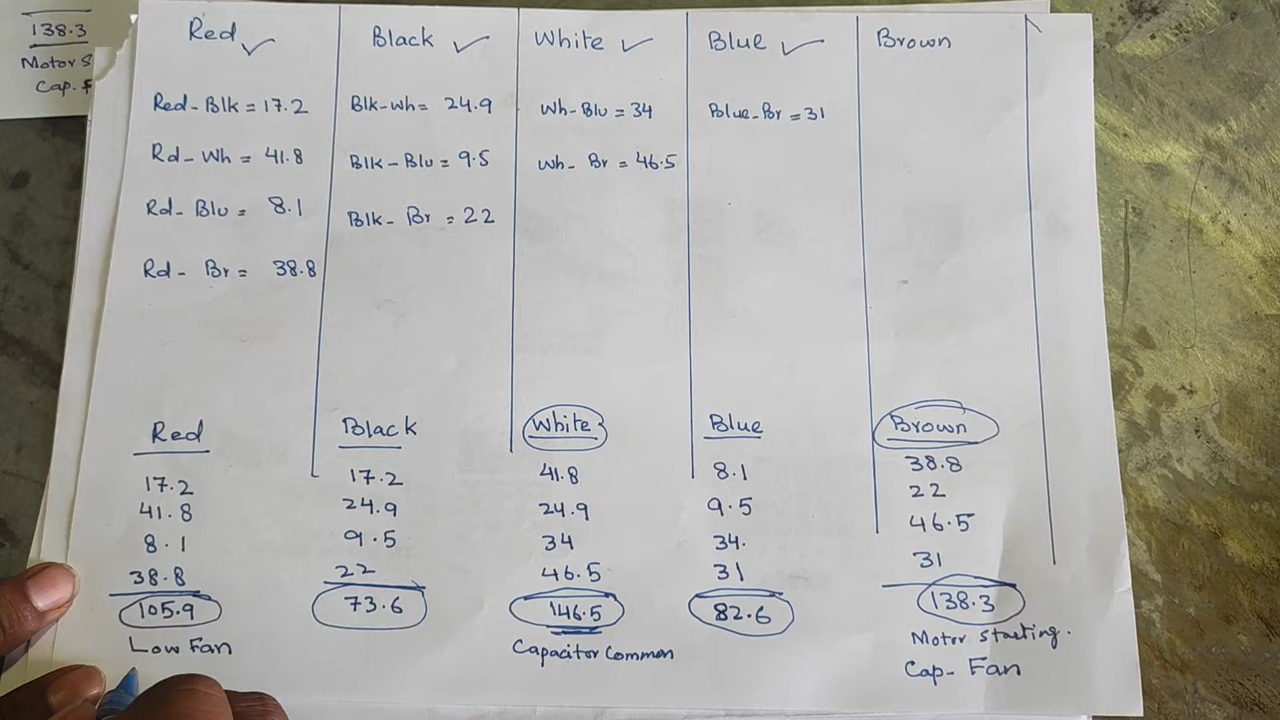 138.3
Motor S
Cap. F
Red
Red-Blk = 17.2
Rd-Wh = 41.8
Rd-Blu = 8.1
Rd-Br = 38.8
Black
Blk-Wh = 24.9
Blk-Blu = 9.5
Blk-Br = 22
White
Wh-Blu = 34
Wh-Br = 46.5
Blue
Blue-Br = 31
Brown
Red
17.2
41.8
8.1
38.8
105.9
Low Fan
Black
17.2
24.9
9.5
22
73.6
White
41.8
24.9
34
46.5
146.5
Capacitor Common
Blue
8.1
9.5
34.
31
82.6
Brown
38.8
22
46.5
31
138.3
Motor Starting.
Cap- Fan